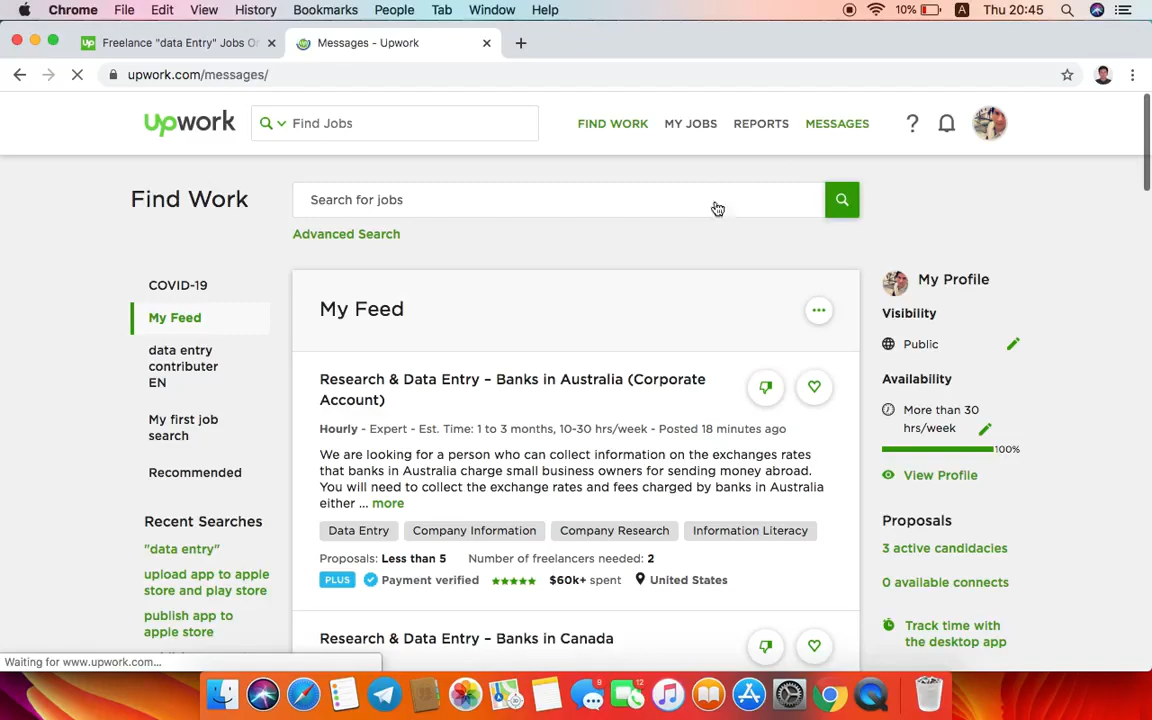 Chrome File Edit View History Bookmarks People Tab Window Help 10% A Thu 20:45
Up Freelance "data Entry" Jobs On Messages - Upwork
upwork.com/messages/
upwork Find Jobs FIND WORK MY JOBS REPORTS MESSAGES ?
Find Work Search for jobs
Advanced Search
COVID-19
My Feed
data entry
contributer
EN
My first job
search
Recommended
Recent Searches
"data entry"
upload app to apple
store and play store
publish app to
apple store
My Feed
Research & Data Entry – Banks in Australia (Corporate
Account)
Hourly - Expert - Est. Time: 1 to 3 months, 10-30 hrs/week - Posted 18 minutes ago
We are looking for a person who can collect information on the exchanges rates
that banks in Australia charge small business owners for sending money abroad.
You will need to collect the exchange rates and fees charged by banks in Australia
either ... more
Data Entry Company Information Company Research Information Literacy
Proposals: Less than 5 Number of freelancers needed: 2
PLUS Payment verified $60k+ spent United States
Research & Data Entry – Banks in Canada
My Profile
Visibility
Public
Availability
More than 30
hrs/week
100%
View Profile
Proposals
3 active candidacies
0 available connects
Track time with
the desktop app
Waiting for www.upwork.com...
9 12